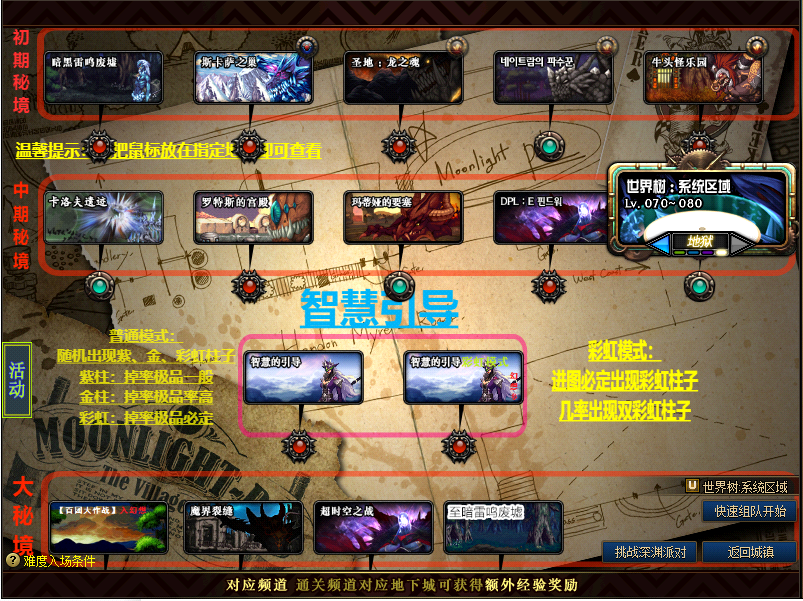 初期秘境
暗黑雷鸣废墟
斯卡萨之巢
圣地：龙之魂
네이트람의 파수꾼
牛头怪乐园
温馨提示:
把鼠标放在指定
即可查看
Moonlight
中期秘境
卡洛夫遗迹
罗特斯的宫殿
玛蒂娅的要塞
DPL : E 핀드워
世界树 : 系统区域
Lv. 070~080
地狱
智慧引导
普通模式：
随机出现紫、金、彩虹柱子
紫柱：掉率极品一般
金柱：掉率极品率高
彩虹：掉率极品必定
智慧的引导
智慧的引导
彩虹模式：
进图必定出现彩虹柱子
几率出现双彩虹柱子
活动
MOONLIGHT
The Village
大秘境
【百团大作战】
魔界裂缝
超时空之战
至暗雷鸣废墟
U 世界树:系统区域
快速组队开始
挑战深渊派对
返回城镇
? 难度入场条件
对应频道 通关频道对应地下城可获得额外经验奖励